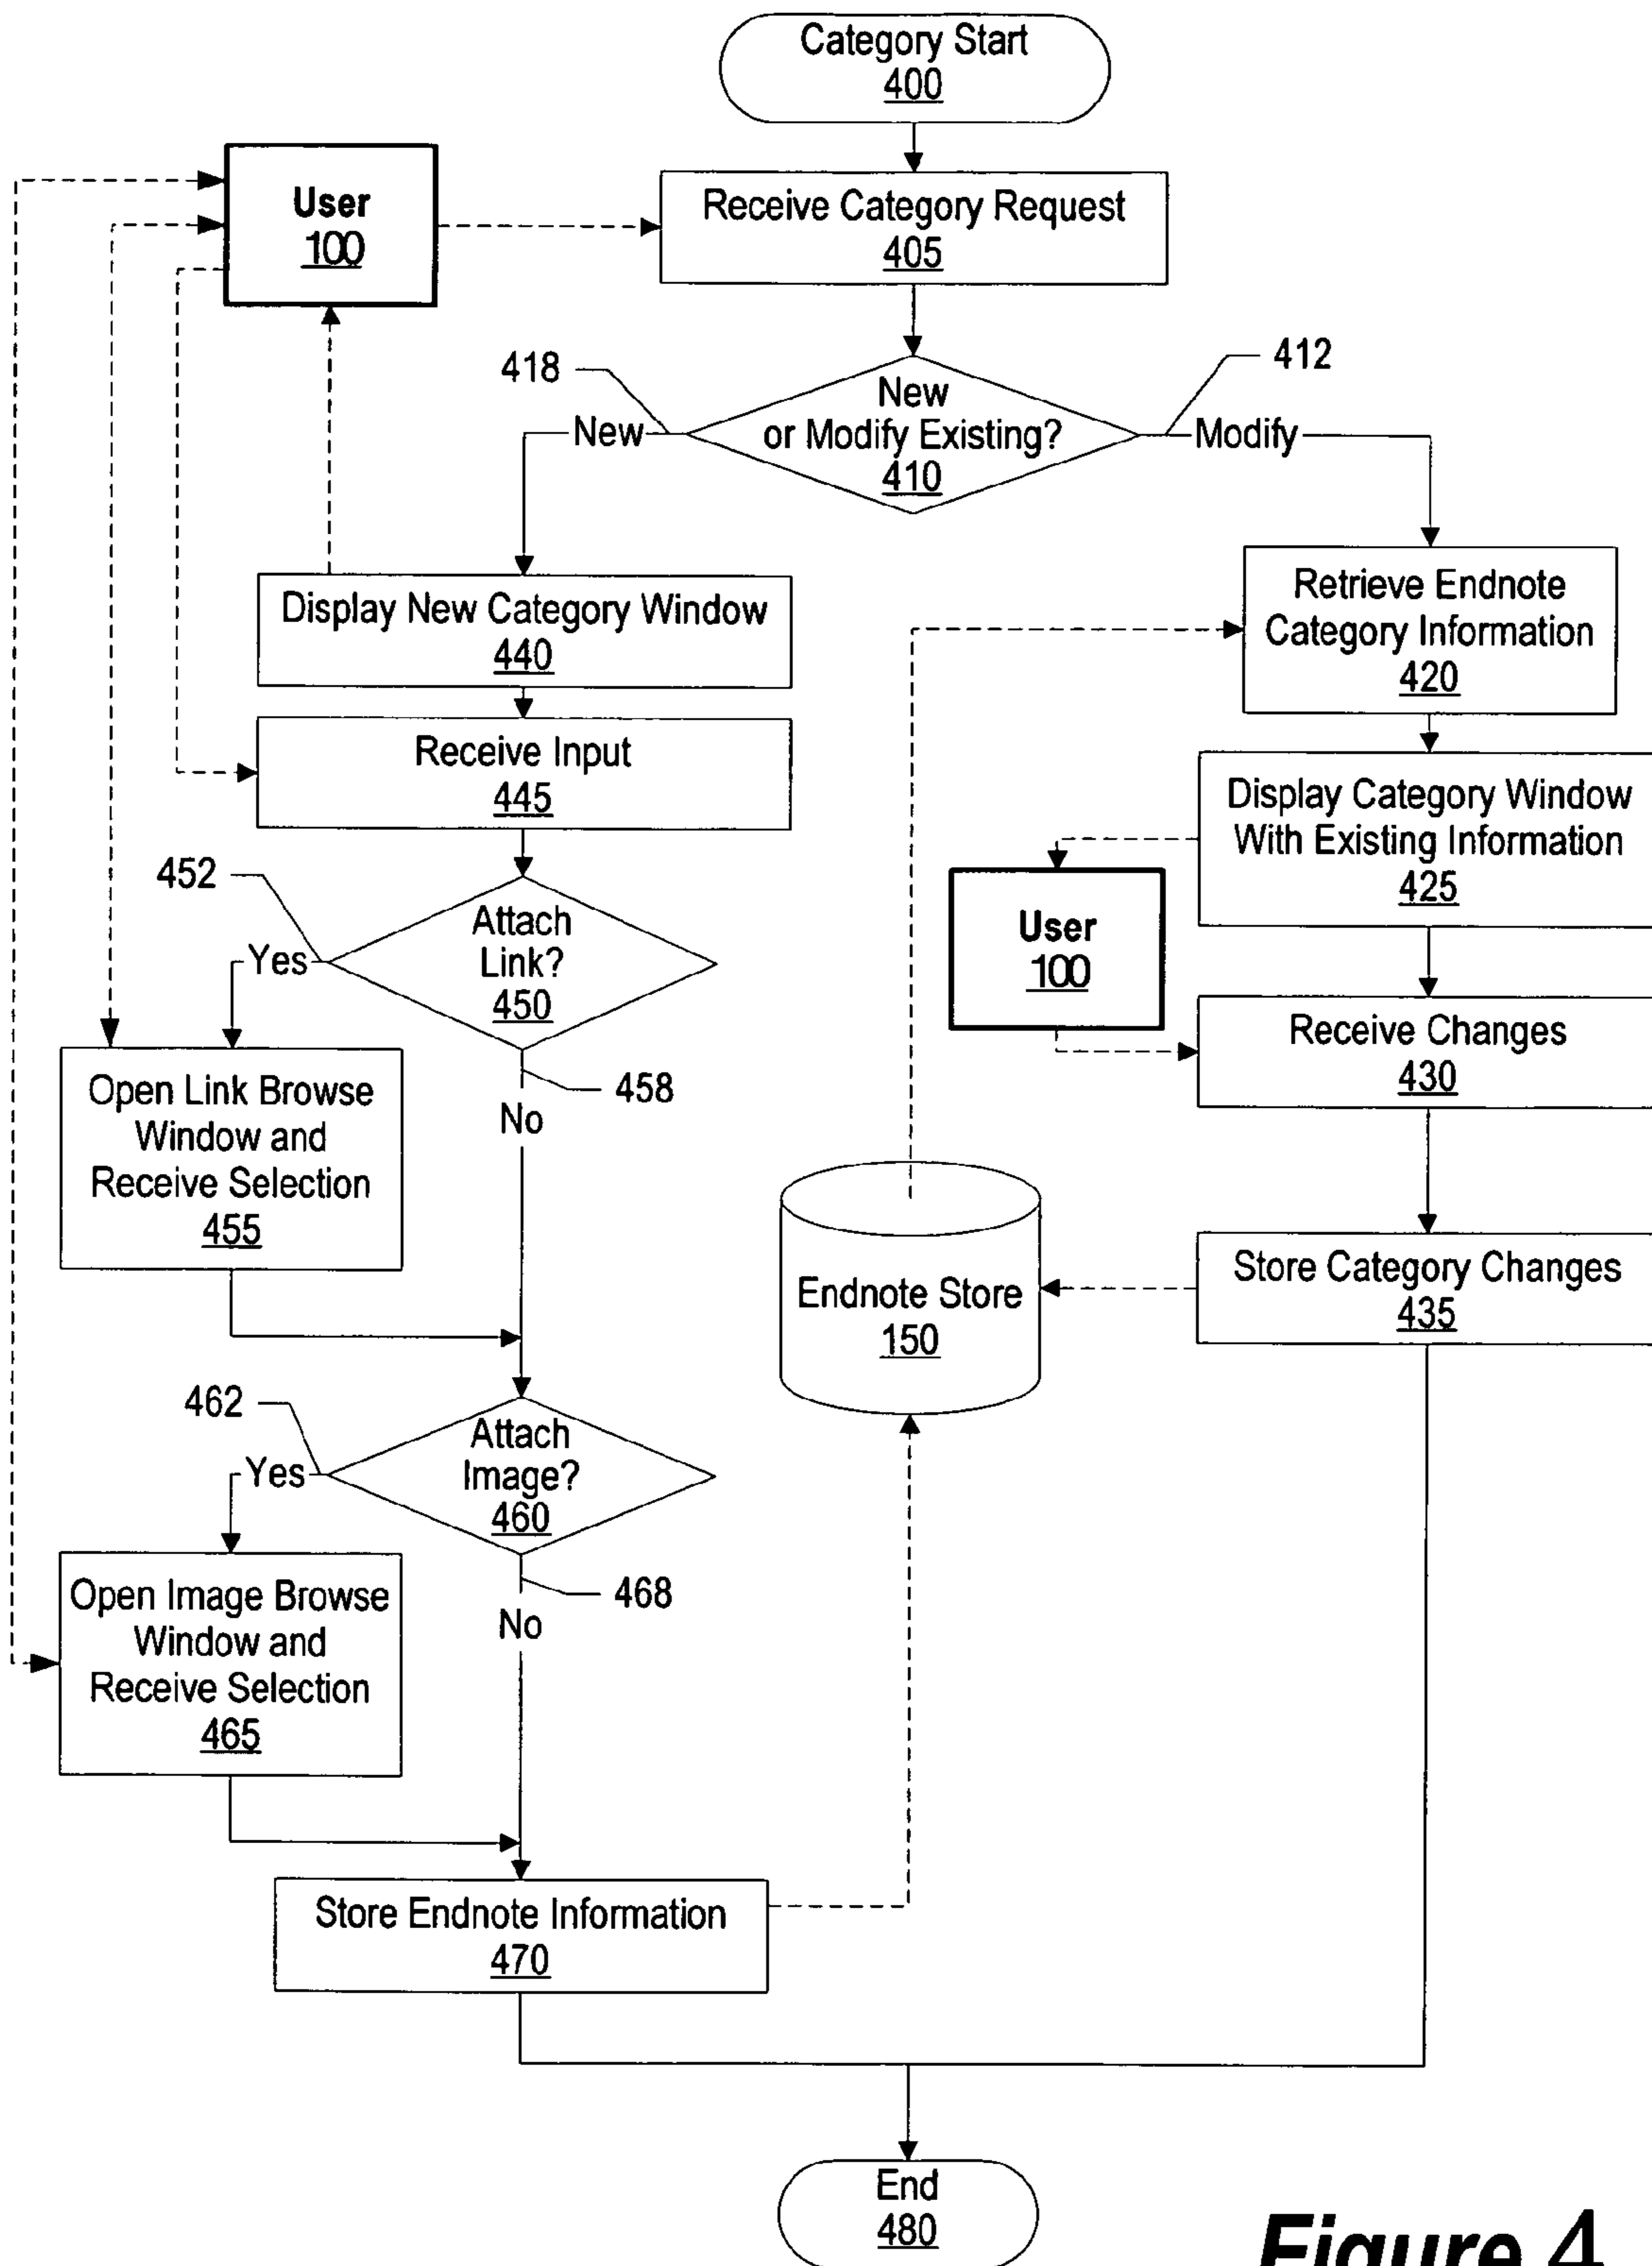 Category Start
400
User
100
Receive Category Request
405
418
412
New
or Modify Existing?
410
New
Modify
Display New Category Window
440
Retrieve Endnote
Category Information
420
Receive Input
445
Display Category Window
With Existing Information
425
452
Attach
Link?
450
Yes
458
No
User
100
Receive Changes
430
Open Link Browse
Window and
Receive Selection
455
Endnote Store
150
Store Category Changes
435
462
Attach
Image?
460
Yes
468
No
Open Image Browse
Window and
Receive Selection
465
Store Endnote Information
470
End
480
Figure 4